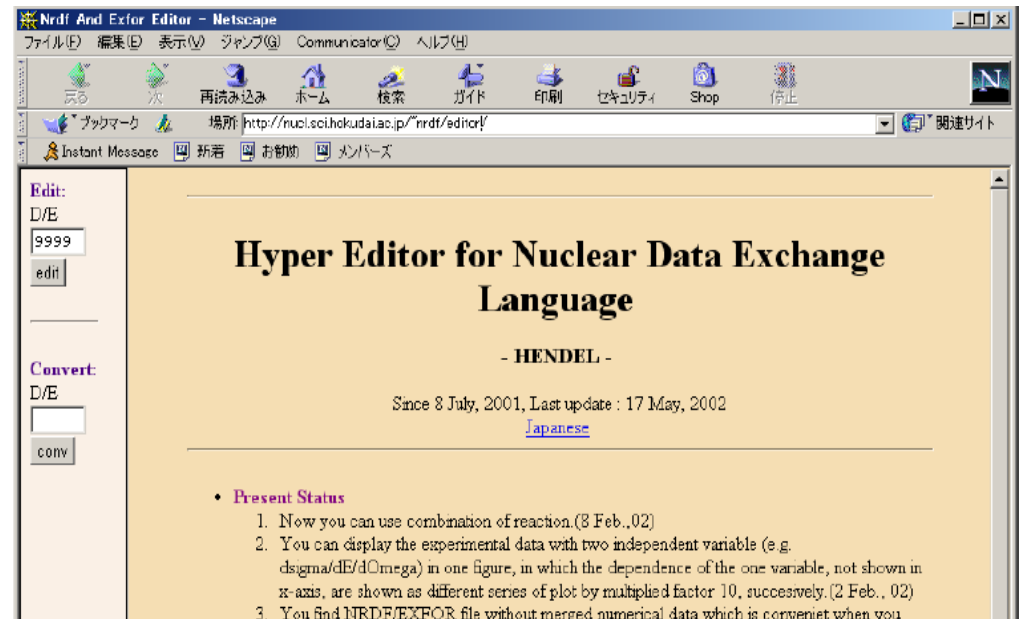 Nrdf And Exfor Editor - Netscape
ファイル(F) 編集(E) 表示(V) ジャンプ(G) Communicator(C) ヘルプ(H)
戻る 次 再読み込み ホーム 検索 ガイド 印刷 セキュリティ Shop 停止 N
ブックマーク 場所: http://nucl.sci.hokudai.ac.jp/~nrdf/editor/ 関連サイト
Instant Message 新着 お勧め メンバーズ
Edit:
D/E
9999
edit
Convert:
D/E
conv
Hyper Editor for Nuclear Data Exchange
Language
- HENDEL -
Since 8 July, 2001, Last update : 17 May, 2002
Japanese
• Present Status
1. Now you can use combination of reaction.(8 Feb.,02)
2. You can display the experimental data with two independent variable (e.g.
dsigma/dE/dOmega) in one figure, in which the dependence of the one variable, not shown in
x-axis, are shown as different series of plot by multiplied factor 10, succesively.(2 Feb., 02)
3. You find NRDF/EXFOR file without merged numerical data which is conveniet when you